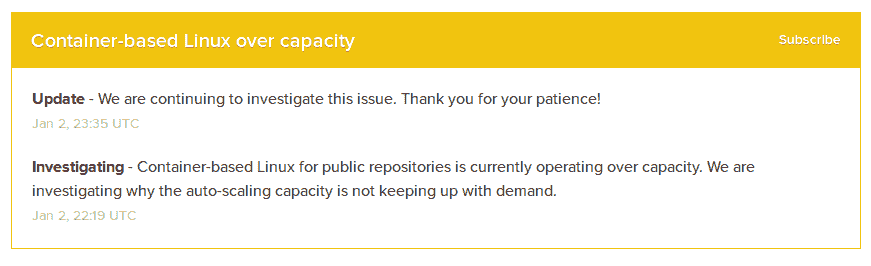 Container-based Linux over capacity
Subscribe
Update - We are continuing to investigate this issue. Thank you for your patience!
Jan 2, 23:35 UTC
Investigating - Container-based Linux for public repositories is currently operating over capacity. We are
investigating why the auto-scaling capacity is not keeping up with demand.
Jan 2, 22:19 UTC